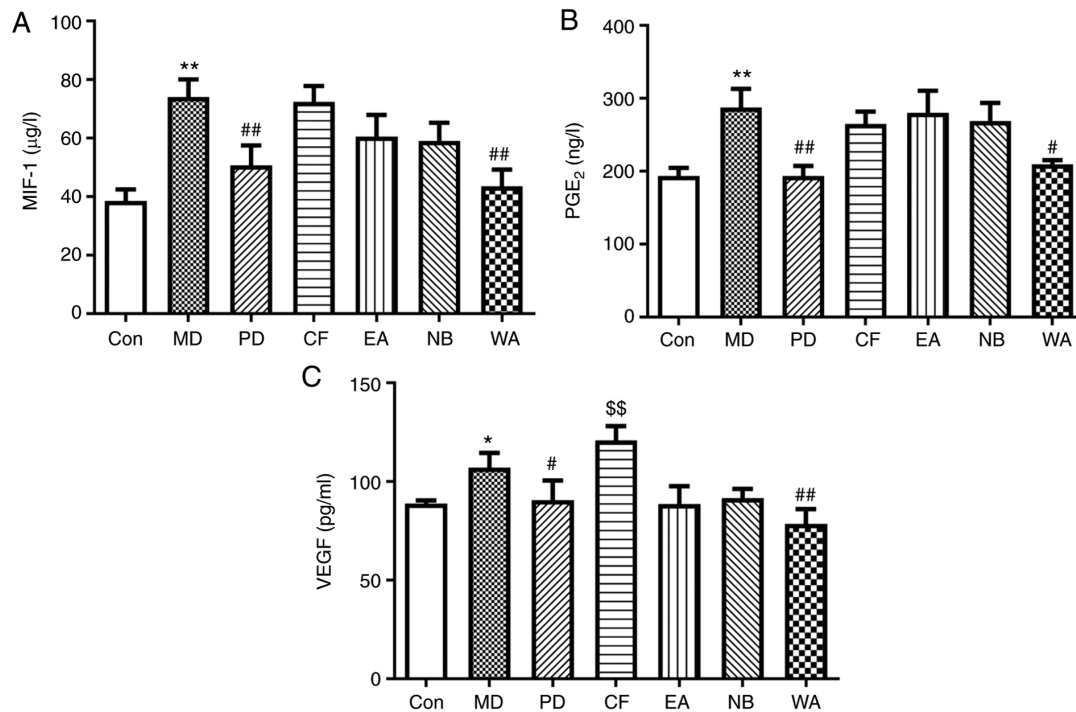 A
MIF-1 (µg/l)
100
80
60
40
20
0
**
##
##
Con MD PD CF EA NB WA
B
PGE2 (ng/l)
400
300
200
100
0
**
##
#
Con MD PD CF EA NB WA
C
VEGF (pg/ml)
150
100
50
0
*
#
$$
##
Con MD PD CF EA NB WA